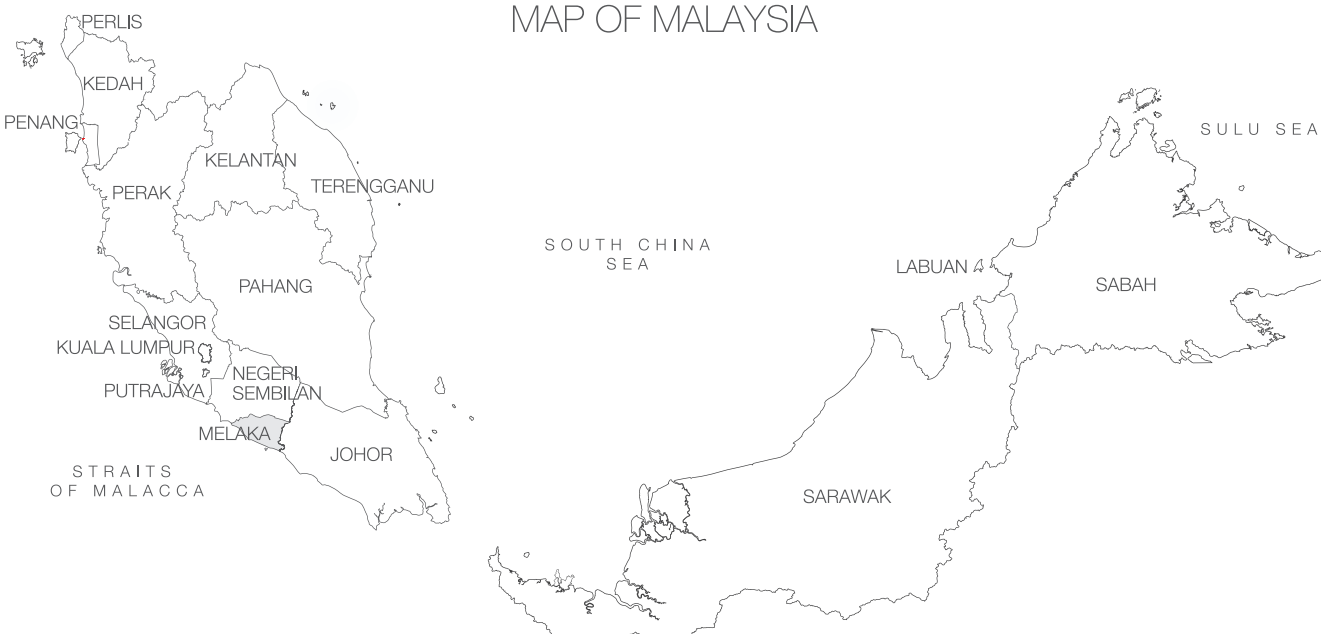 MAP OF MALAYSIA
PERLIS
KEDAH
PENANG
SULU SEA
KELANTAN
PERAK
TERENGGANU
SOUTH CHINA
SEA
LABUAN
SABAH
PAHANG
SELANGOR
KUALA LUMPUR
NEGERI
SEMBILAN
PUTRAJAYA
MELAKA
JOHOR
STRAITS
OF MALACCA
SARAWAK